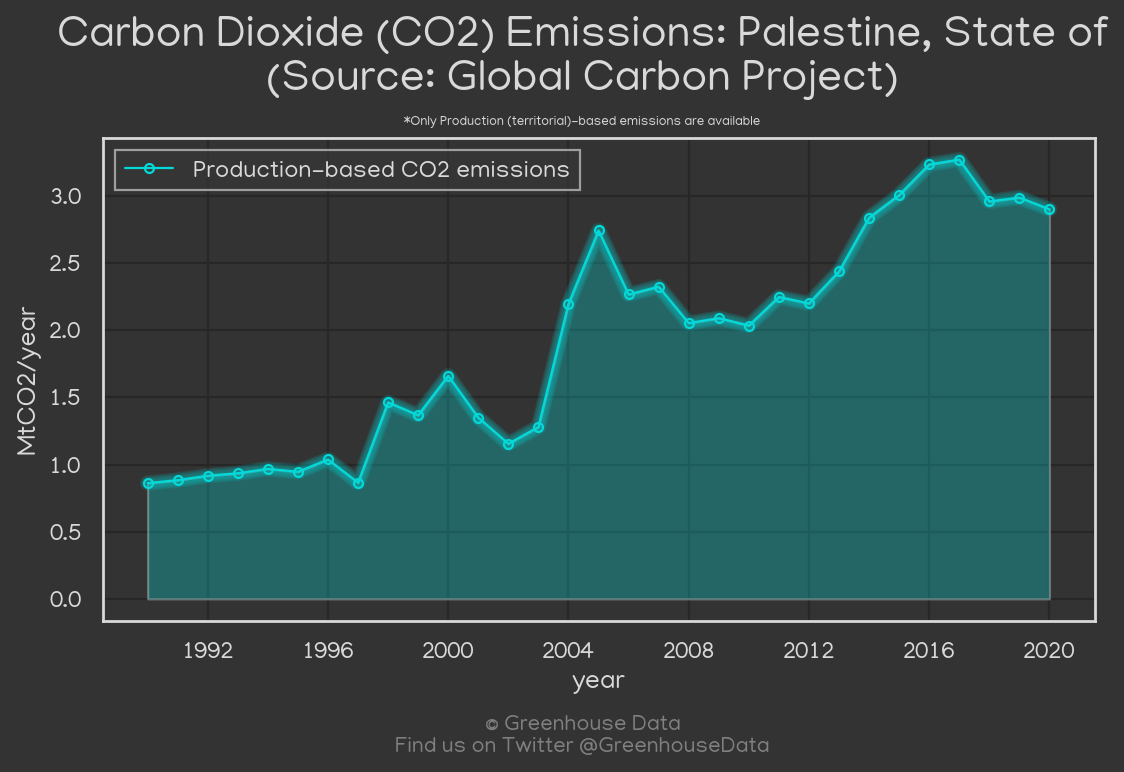 Carbon Dioxide (CO2) Emissions: Palestine, State of
(Source: Global Carbon Project)
*Only Production (territorial)-based emissions are available
Production-based CO2 emissions
MtCO2/year
3.0
2.5
2.0
1.5
1.0
0.5
0.0
1992 1996 2000 2004 2008 2012 2016 2020
year
© Greenhouse Data
Find us on Twitter @GreenhouseData